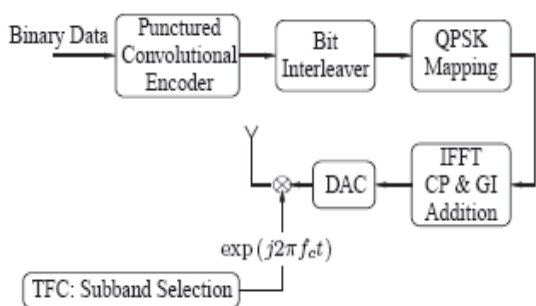 Binary Data
Punctured
Convolutional
Encoder
Bit
Interleaver
QPSK
Mapping
IFFT
CP & GI
Addition
DAC
exp (j2πf_c t)
TFC: Subband Selection